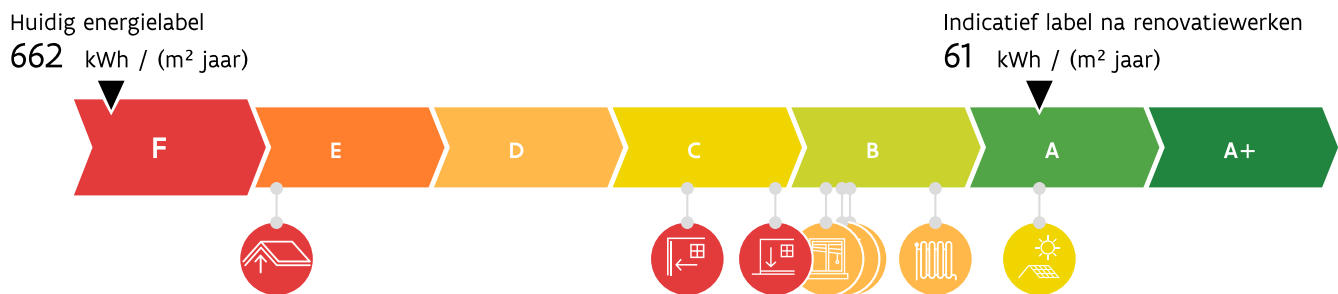 Huidig energielabel
662 kWh / (m² jaar)
Indicatief label na renovatiewerken
61 kWh / (m² jaar)
F E D C B A A+